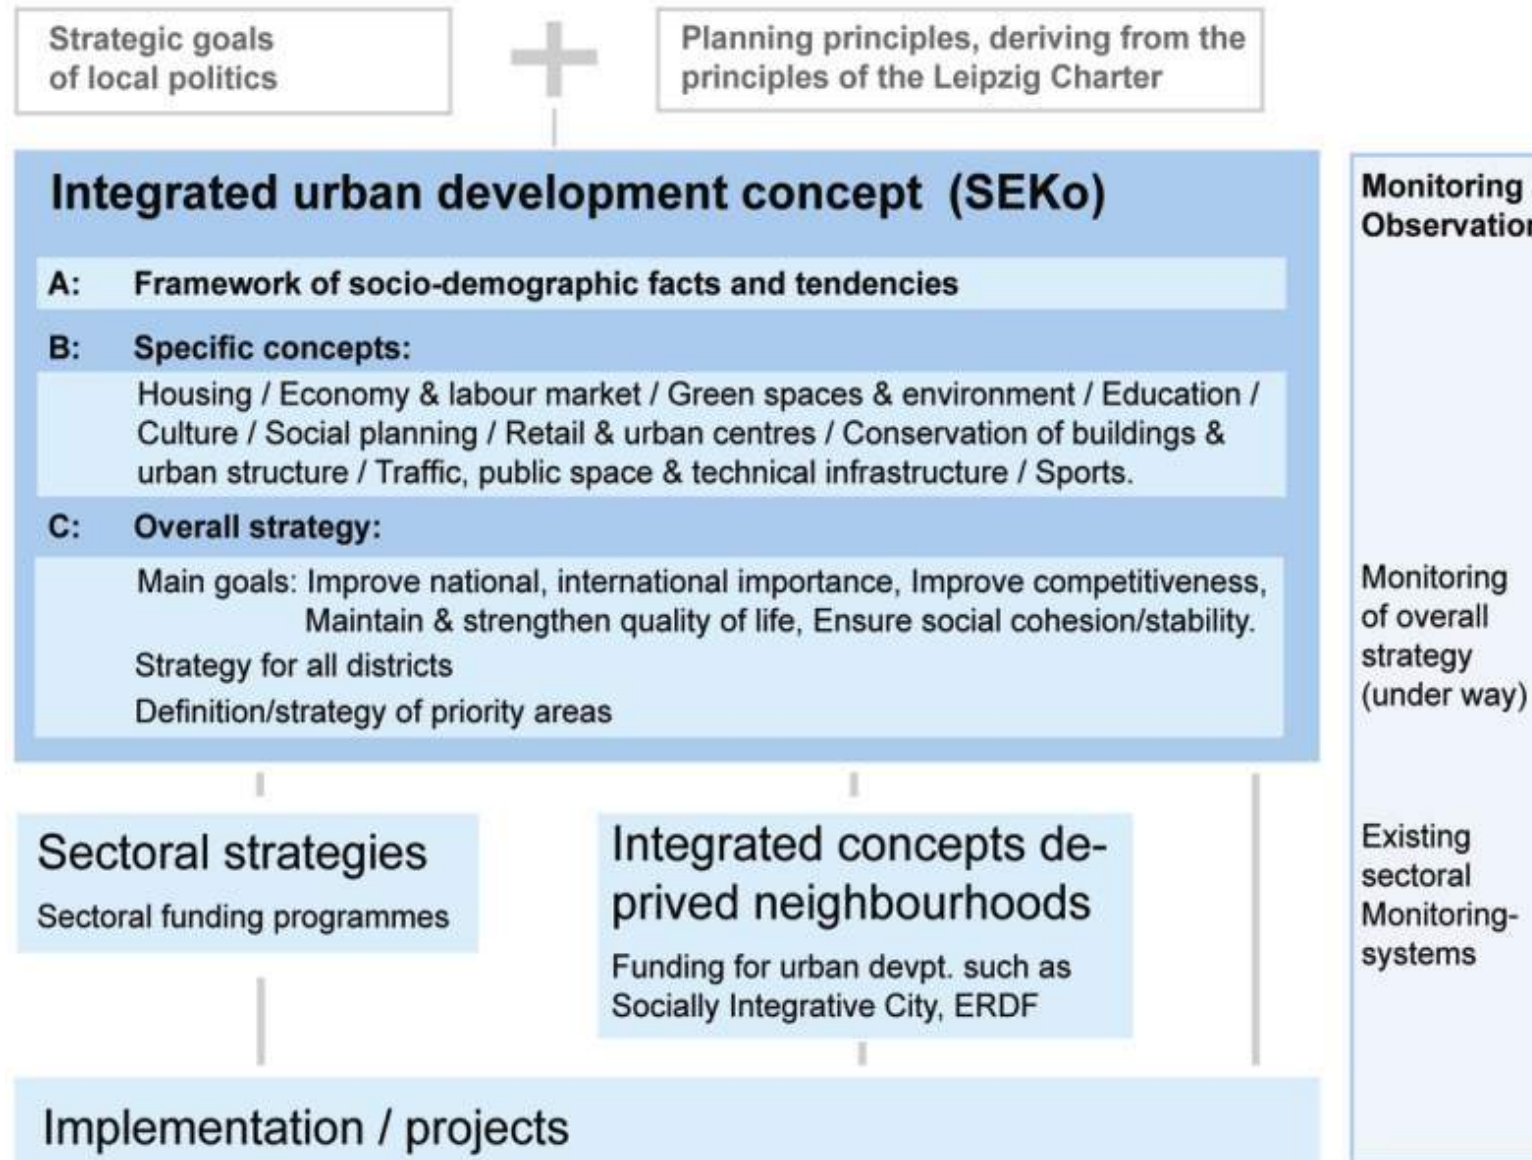 Strategic goals
of local politics
Planning principles, deriving from the
principles of the Leipzig Charter
Integrated urban development concept (SEKo)
A: Framework of socio-demographic facts and tendencies
B: Specific concepts:
Housing / Economy & labour market / Green spaces & environment / Education /
Culture / Social planning / Retail & urban centres / Conservation of buildings &
urban structure / Traffic, public space & technical infrastructure / Sports.
C: Overall strategy:
Main goals: Improve national, international importance, Improve competitiveness,
Maintain & strengthen quality of life, Ensure social cohesion/stability.
Strategy for all districts
Definition/strategy of priority areas
Sectoral strategies
Sectoral funding programmes
Integrated concepts de-
prived neighbourhoods
Funding for urban devpt. such as
Socially Integrative City, ERDF
Implementation / projects
Monitoring
Observation
Monitoring
of overall
strategy
(under way)
Existing
sectoral
Monitoring-
systems